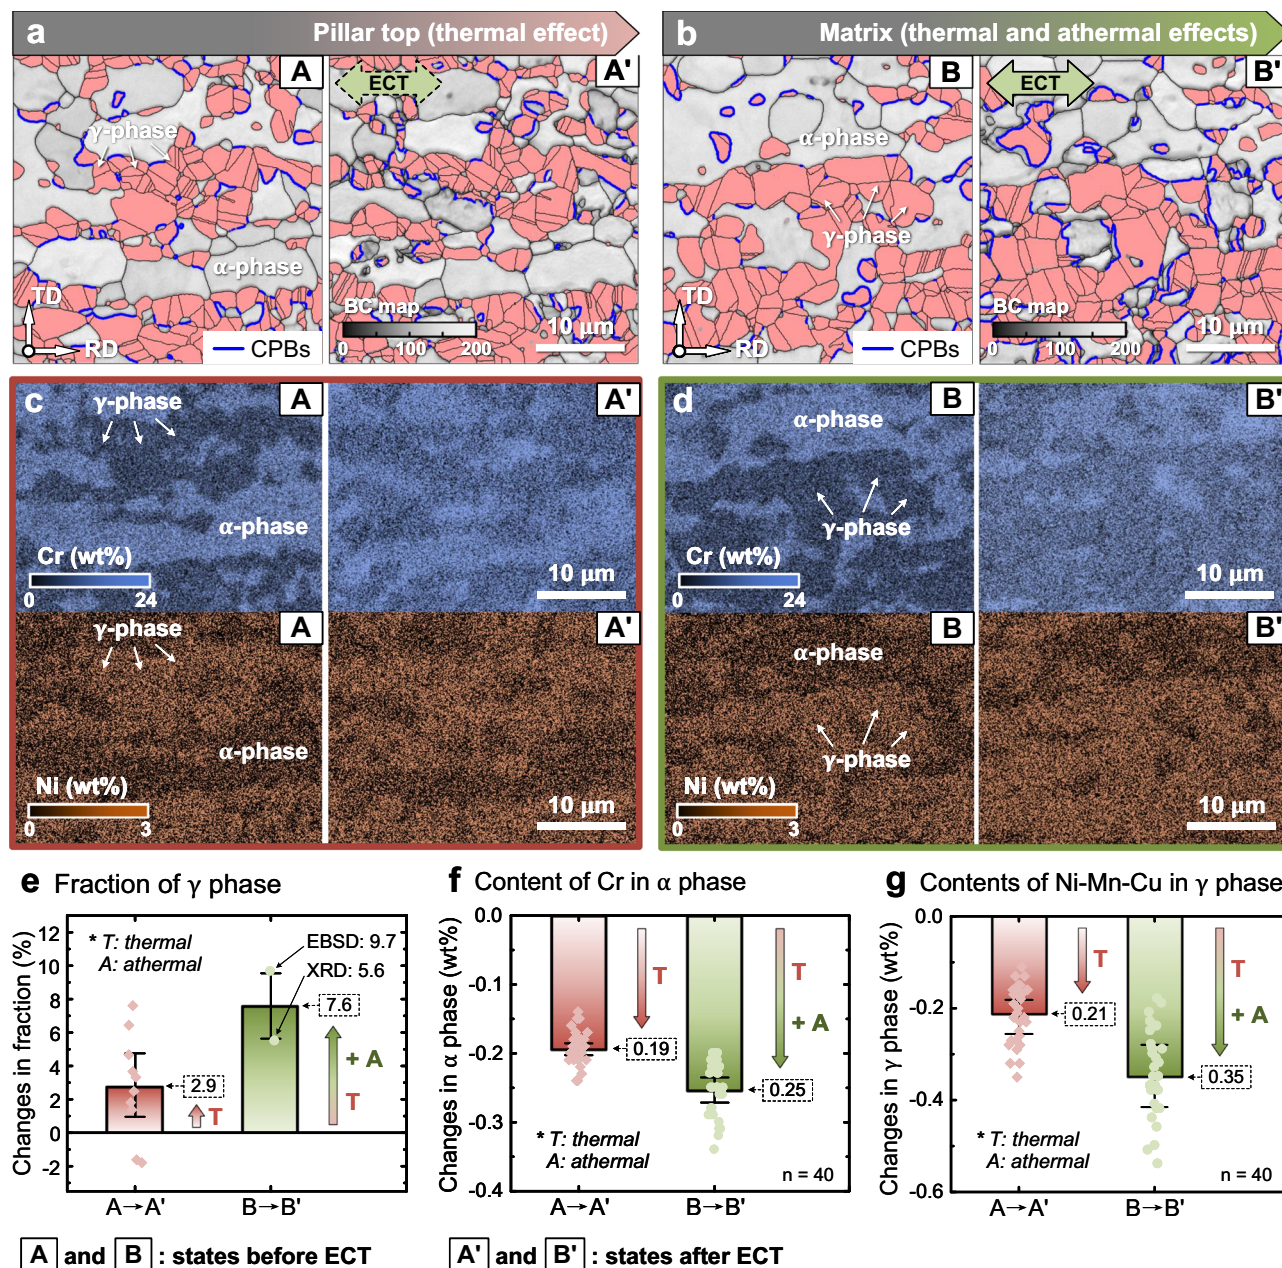 a Pillar top (thermal effect)
A
A'
ECT
γ-phase
α-phase
TD
RD
CPBs
BC map
0 100 200
10 μm
b Matrix (thermal and athermal effects)
B
B'
ECT
α-phase
γ-phase
TD
RD
CPBs
BC map
0 100 200
10 μm
c
γ-phase
A
A'
α-phase
Cr (wt%)
0 24
10 μm
γ-phase
A
A'
α-phase
Ni (wt%)
0 3
10 μm
d
B
B'
α-phase
γ-phase
Cr (wt%)
0 24
10 μm
B
B'
α-phase
γ-phase
Ni (wt%)
0 3
10 μm
e Fraction of γ phase
Changes in fraction (%)
12
10
8
6
4
2
0
-2
* T: thermal
A: athermal
EBSD: 9.7
XRD: 5.6
7.6
2.9
T
+ A
T
A→A' B→B'
f Content of Cr in α phase
Changes in α phase (wt%)
0.0
-0.1
-0.2
-0.3
-0.4
T
0.19
T
+ A
0.25
* T: thermal
A: athermal
n = 40
A→A' B→B'
g Contents of Ni-Mn-Cu in γ phase
Changes in γ phase (wt%)
0.0
-0.2
-0.4
-0.6
T
0.21
T
+ A
0.35
* T: thermal
A: athermal
n = 40
A→A' B→B'
A and B : states before ECT
A' and B' : states after ECT